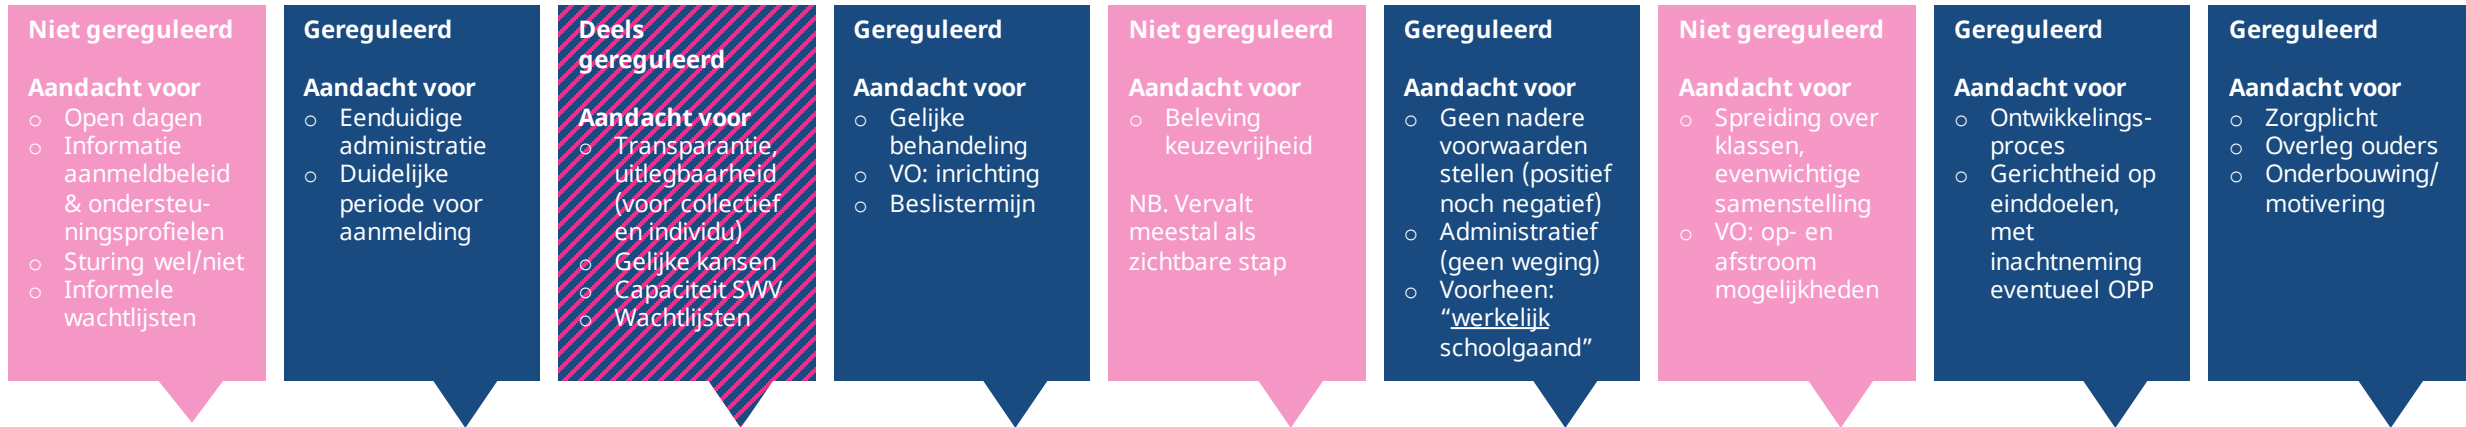 Niet gereguleerd
Aandacht voor
○ Open dagen
○ Informatie
aanmeldbeleid
& ondersteu-
ningsprofielen
○ Sturing wel/niet
○ Informele
wachtlijsten
Gereguleerd
Aandacht voor
○ Eenduidige
administratie
○ Duidelijke
periode voor
aanmelding
Deels
gereguleerd
Aandacht voor
○ Transparantie,
uitlegbaarheid
(voor collectief
en individu)
○ Gelijke kansen
○ Capaciteit SWV
○ Wachtlijsten
Gereguleerd
Aandacht voor
○ Gelijke
behandeling
○ VO: inrichting
○ Beslistermijn
Niet gereguleerd
Aandacht voor
○ Beleving
keuzevrijheid
NB. Vervalt
meestal als
zichtbare stap
Gereguleerd
Aandacht voor
○ Geen nadere
voorwaarden
stellen (positief
noch negatief)
○ Administratief
(geen weging)
○ Voorheen:
“werkelijk
schoolgaand”
Niet gereguleerd
Aandacht voor
○ Spreiding over
klassen,
evenwichtige
samenstelling
○ VO: op- en
afstroom
mogelijkheden
Gereguleerd
Aandacht voor
○ Ontwikkelings-
proces
○ Gerichtheid op
einddoelen,
met
inachtneming
eventueel OPP
Gereguleerd
Aandacht voor
○ Zorgplicht
○ Overleg ouders
○ Onderbouwing/
motivering